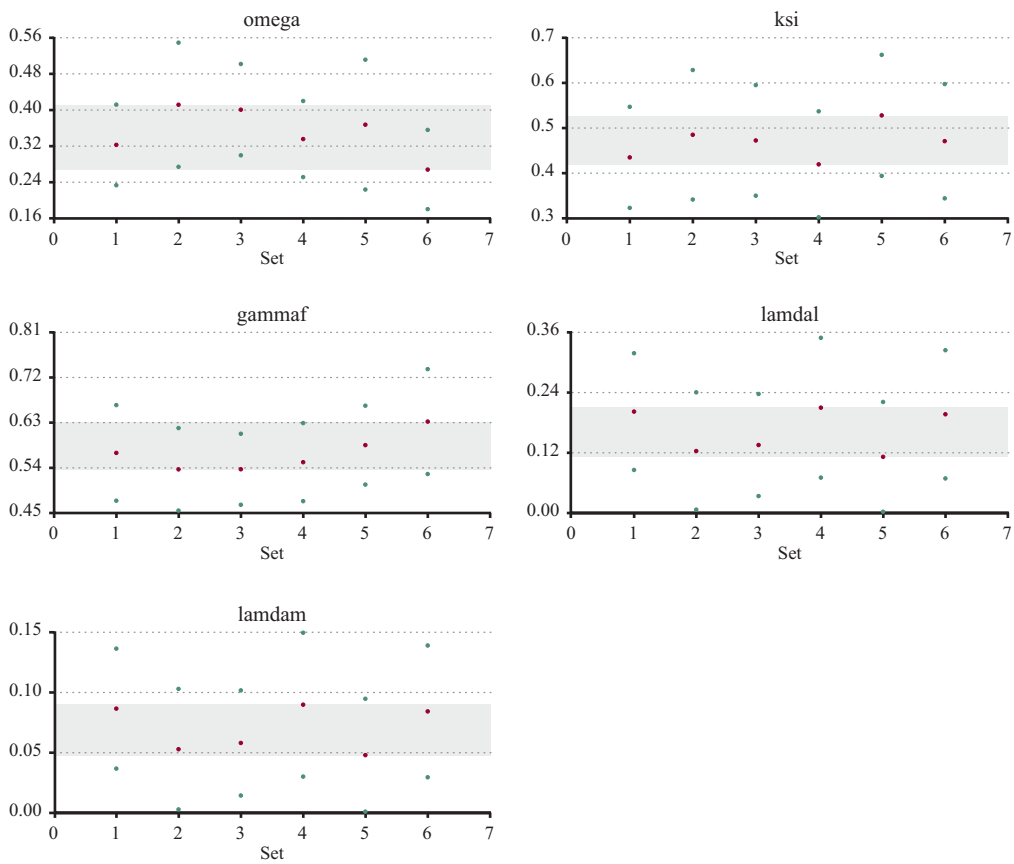 omega
0.56
0.48
0.40
0.32
0.24
0.16
0 1 2 3 4 5 6 7
Set
ksi
0.7
0.6
0.5
0.4
0.3
0 1 2 3 4 5 6 7
Set
gammaf
0.81
0.72
0.63
0.54
0.45
0 1 2 3 4 5 6 7
Set
lamdal
0.36
0.24
0.12
0.00
0 1 2 3 4 5 6 7
Set
lamdam
0.15
0.10
0.05
0.00
0 1 2 3 4 5 6 7
Set